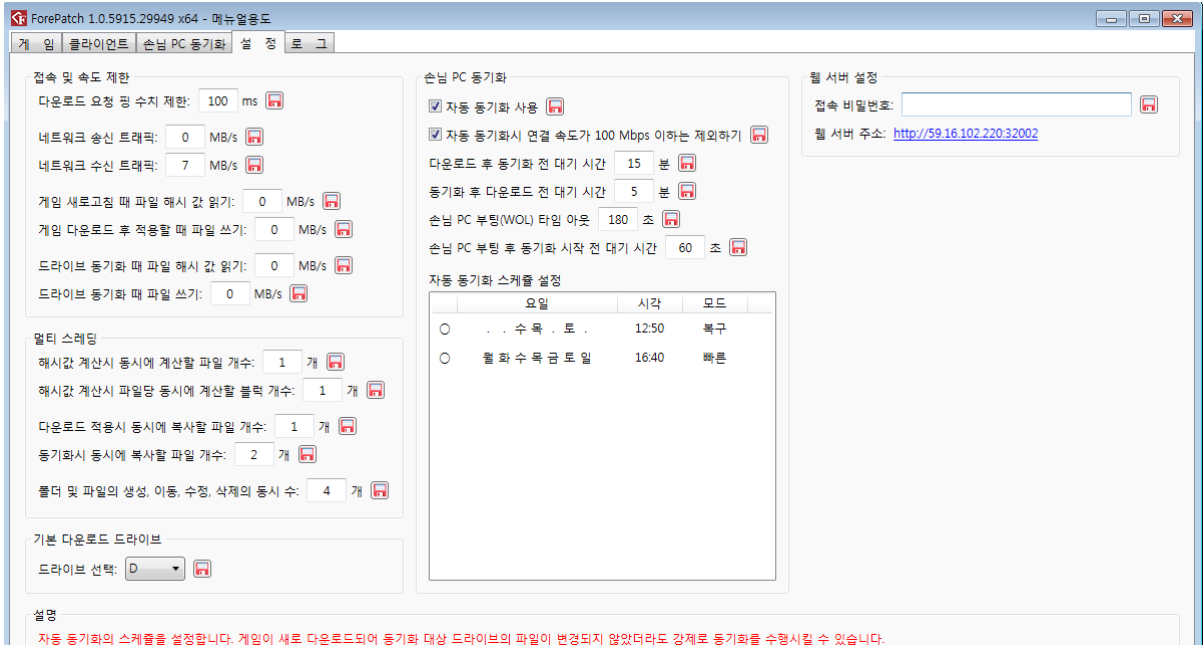 ForePatch 1.0.5915.29949 x64 - 메뉴얼용도
게 임 클라이언트 손님 PC 동기화 설 정 로 그
접속 및 속도 제한
다운로드 요청 핑 수치 제한: 100 ms
네트워크 송신 트래픽: 0 MB/s
네트워크 수신 트래픽: 7 MB/s
게임 새로고침 때 파일 해시 값 읽기: 0 MB/s
게임 다운로드 후 적용할 때 파일 쓰기: 0 MB/s
드라이브 동기화 때 파일 해시 값 읽기: 0 MB/s
드라이브 동기화 때 파일 쓰기: 0 MB/s
멀티 스레딩
해시값 계산시 동시에 계산할 파일 개수: 1 개
해시값 계산시 파일당 동시에 계산할 블럭 개수: 1 개
다운로드 적용시 동시에 복사할 파일 개수: 1 개
동기화시 동시에 복사할 파일 개수: 2 개
폴더 및 파일의 생성, 이동, 수정, 삭제의 동시 수: 4 개
기본 다운로드 드라이브
드라이브 선택: D
손님 PC 동기화
자동 동기화 사용
자동 동기화시 연결 속도가 100 Mbps 이하는 제외하기
다운로드 후 동기화 전 대기 시간 15 분
동기화 후 다운로드 전 대기 시간 5 분
손님 PC 부팅(WOL) 타임 아웃 180 초
손님 PC 부팅 후 동기화 시작 전 대기 시간 60 초
자동 동기화 스케쥴 설정
요일 시각 모드
. . 수 목 . 토 . 12:50 복구
월 화 수 목 금 토 일 16:40 빠른
웹 서버 설정
접속 비밀번호:
웹 서버 주소: http://59.16.102.220:32002
설명
자동 동기화의 스케쥴을 설정합니다. 게임이 새로 다운로드되어 동기화 대상 드라이브의 파일이 변경되지 않았더라도 강제로 동기화를 수행시킬 수 있습니다.